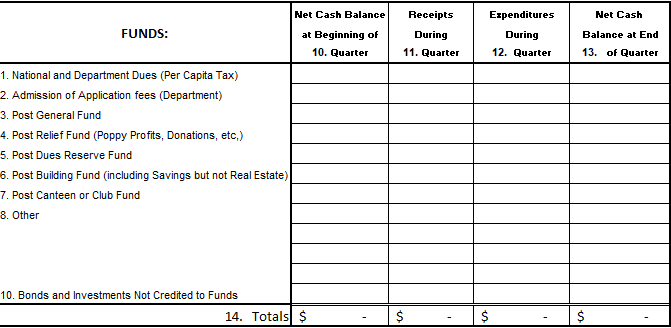 FUNDS:
Net Cash Balance at Beginning of 10. Quarter
Receipts During 11. Quarter
Expenditures During 12. Quarter
Net Cash Balance at End 13. of Quarter
1. National and Department Dues (Per Capita Tax)
2. Admission of Application fees (Department)
3. Post General Fund
4. Post Relief Fund (Poppy Profits, Donations, etc,)
5. Post Dues Reserve Fund
6. Post Building Fund (including Savings but not Real Estate)
7. Post Canteen or Club Fund
8. Other
10. Bonds and Investments Not Credited to Funds
14. Totals $ - $ - $ - $ -